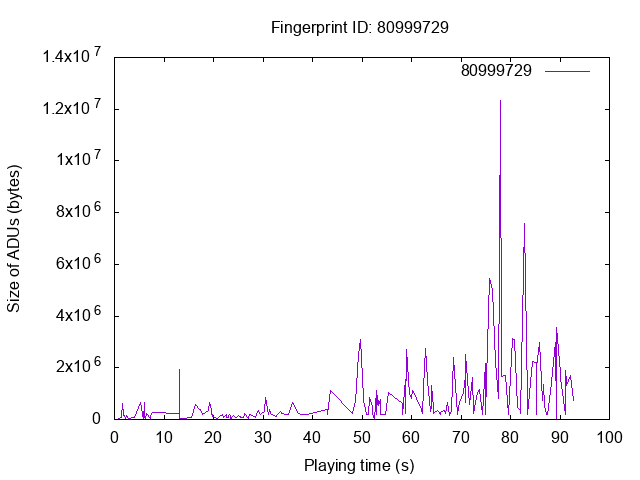 Fingerprint ID: 80999729
80999729
1.4x10^7
1.2x10^7
1x10^7
8x10^6
6x10^6
4x10^6
2x10^6
0
0 10 20 30 40 50 60 70 80 90 100
Size of ADUs (bytes)
Playing time (s)